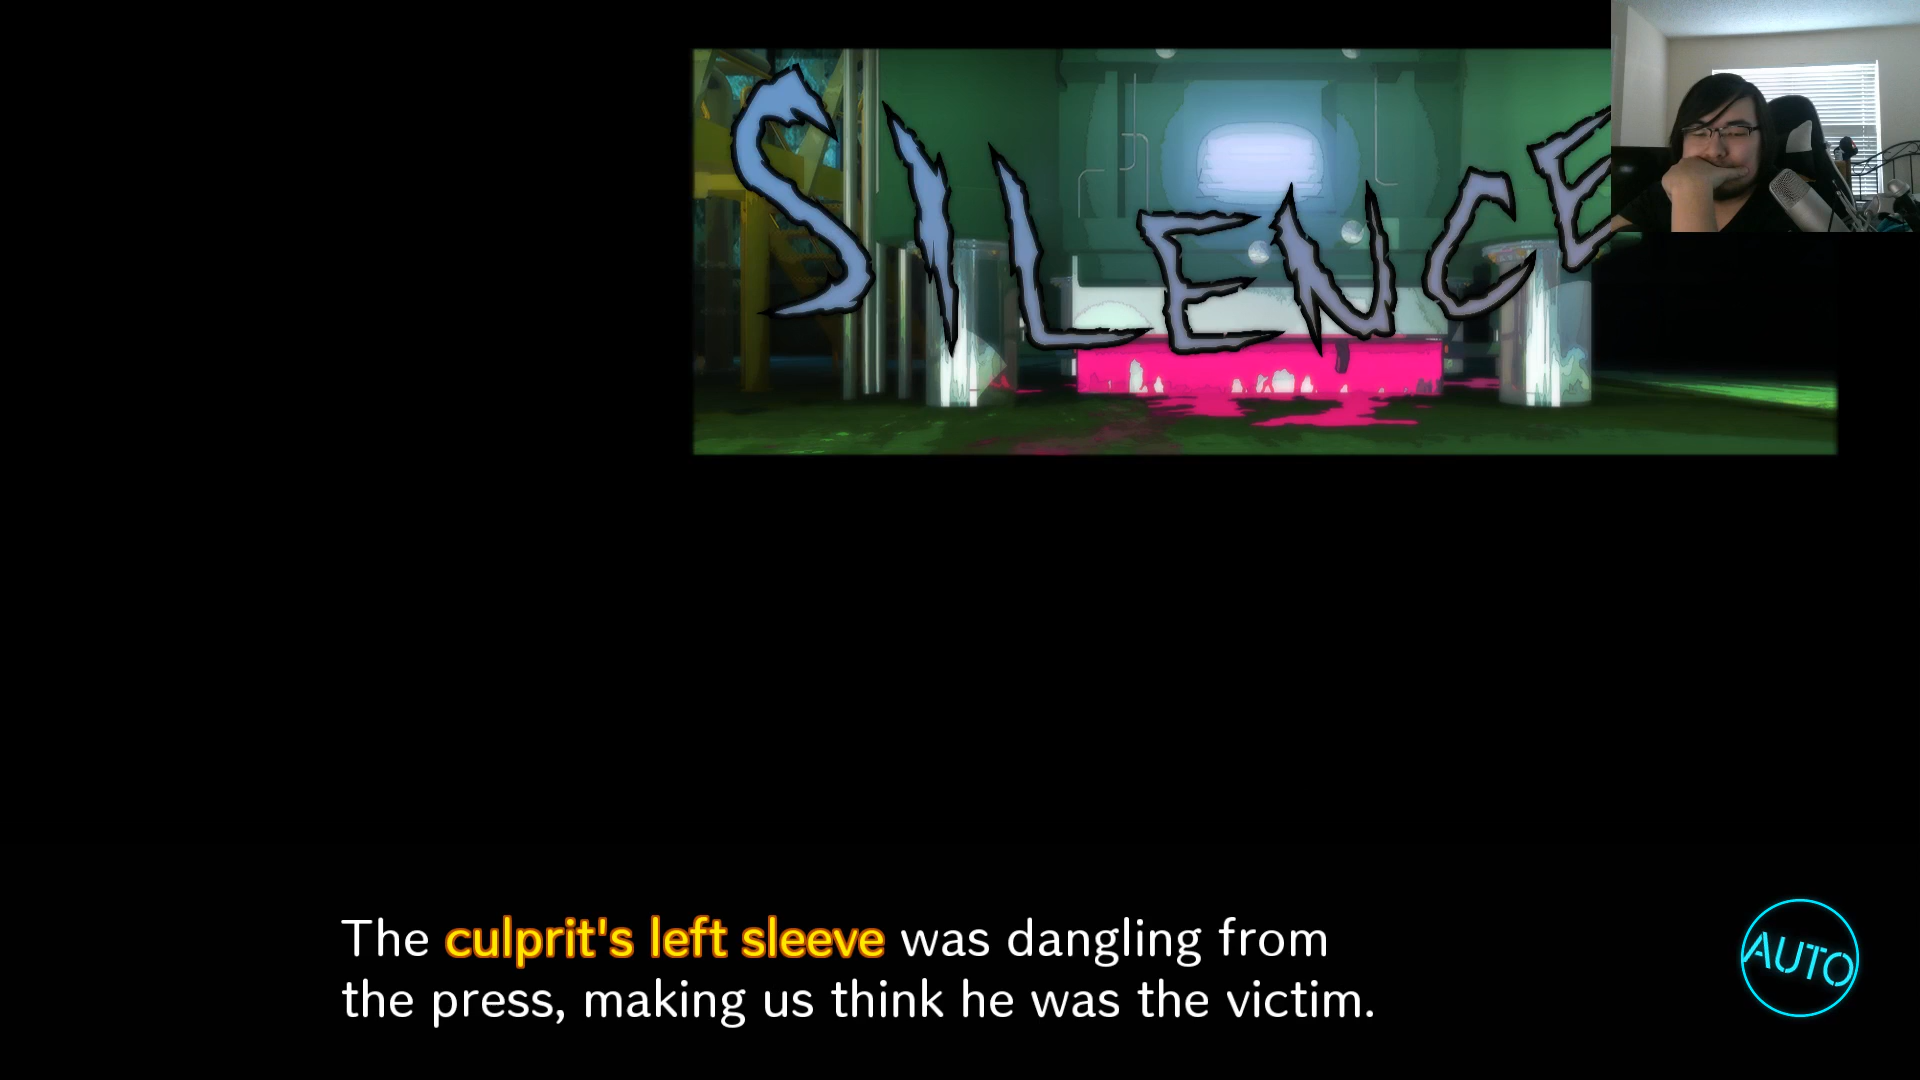 SILENCE
The culprit's left sleeve was dangling from
the press, making us think he was the victim.
AUTO